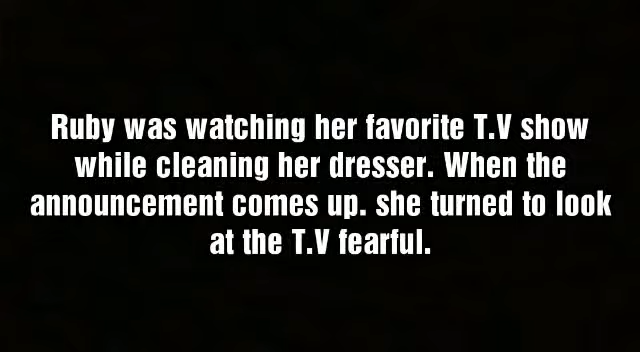 Ruby was watching her favorite T.V show
while cleaning her dresser. When the
announcement comes up. she turned to look
at the T.V fearful.